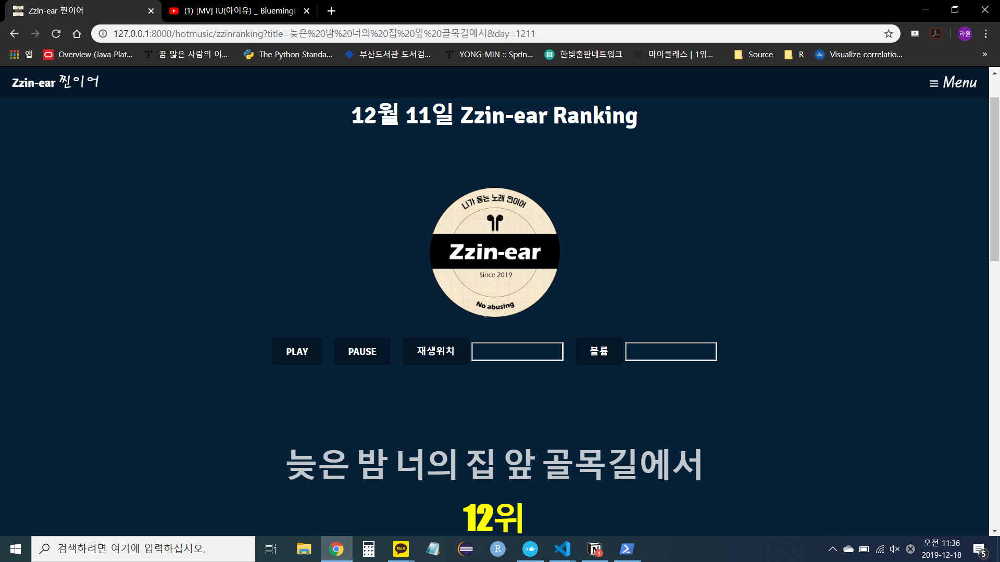 Zzin-ear 찐이어
(1) [MV] IU(아이유) _ Blueming(
127.0.0.1:8000/hotmusic/zzinranking?title=늦은%20밤%20너의%20집%20앞%20골목길에서&day=1211
라원
앱
Overview (Java Plat...
꿈 많은 사람의 이...
The Python Standa...
부산도서관 도서검...
YONG-MIN :: Sprin...
한빛출판네트워크
마이클래스 | 1위...
Source
R
Visualize correlatio...
»
Zzin-ear 찐이어
Menu
12월 11일 Zzin-ear Ranking
니가 듣는 노래 찐이어
Zzin-ear
Since 2019
No abusing
PLAY
PAUSE
재생위치
볼륨
늦은 밤 너의 집 앞 골목길에서
12위
검색하려면 여기에 입력하십시오.
TALK
R
N
1
오전 11:36
2019-12-18
5